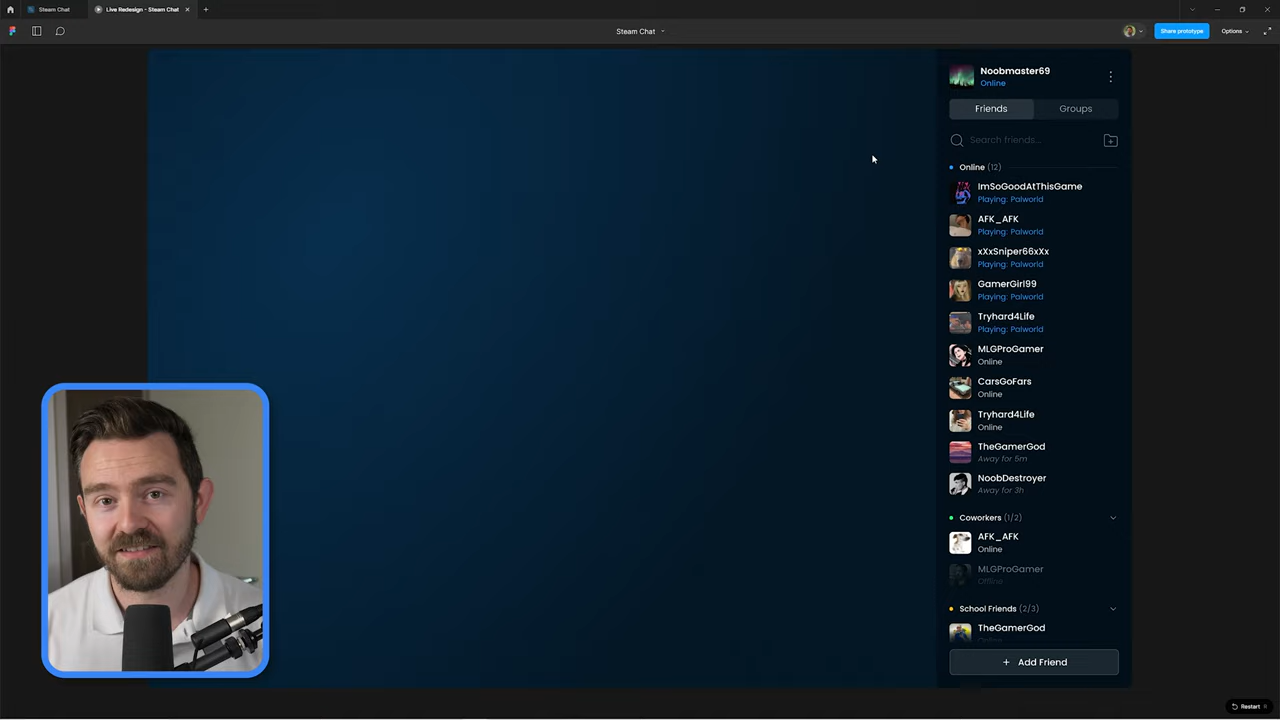 Steam Chat
Live Redesign - Steam Chat
Steam Chat
Share prototype
Options
Noobmaster69
Online
Friends
Groups
Search friends...
Online (12)
ImSoGoodAtThisGame
Playing: Palworld
AFK_AFK
Playing: Palworld
xXxSniper66xXx
Playing: Palworld
GamerGirl99
Playing: Palworld
Tryhard4Life
Playing: Palworld
MLGProGamer
Online
CarsGoFars
Online
Tryhard4Life
Online
TheGamerGod
Away for 5m
NoobDestroyer
Away for 3h
Coworkers (1/2)
AFK_AFK
Online
MLGProGamer
Offline
School Friends (2/3)
TheGamerGod
Online
+ Add Friend
Restart R